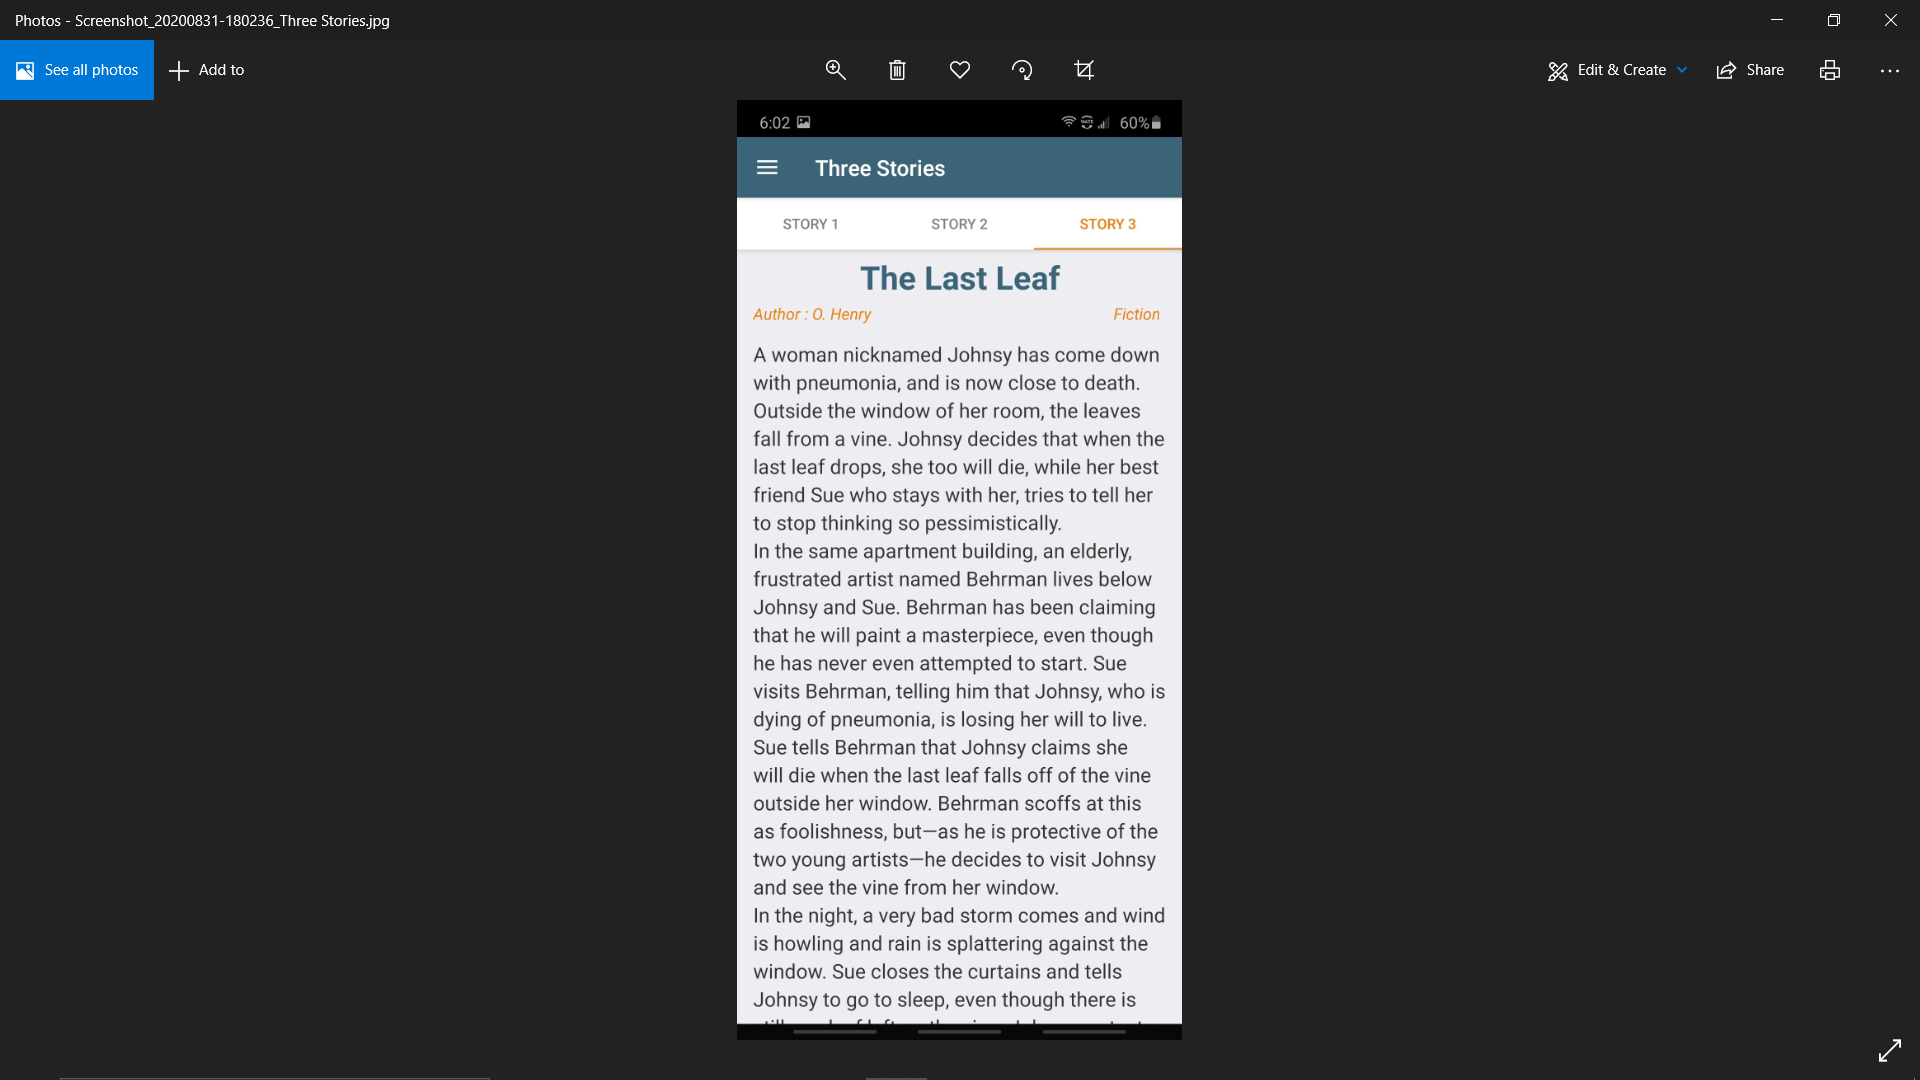 Photos - Screenshot_20200831-180236_Three Stories.jpg
See all photos
Add to
Edit & Create
Share
6:02
60%
Three Stories
STORY 1
STORY 2
STORY 3
The Last Leaf
Author : O. Henry
Fiction
A woman nicknamed Johnsy has come down
with pneumonia, and is now close to death.
Outside the window of her room, the leaves
fall from a vine. Johnsy decides that when the
last leaf drops, she too will die, while her best
friend Sue who stays with her, tries to tell her
to stop thinking so pessimistically.
In the same apartment building, an elderly,
frustrated artist named Behrman lives below
Johnsy and Sue. Behrman has been claiming
that he will paint a masterpiece, even though
he has never even attempted to start. Sue
visits Behrman, telling him that Johnsy, who is
dying of pneumonia, is losing her will to live.
Sue tells Behrman that Johnsy claims she
will die when the last leaf falls off of the vine
outside her window. Behrman scoffs at this
as foolishness, but—as he is protective of the
two young artists—he decides to visit Johnsy
and see the vine from her window.
In the night, a very bad storm comes and wind
is howling and rain is splattering against the
window. Sue closes the curtains and tells
Johnsy to go to sleep, even though there is